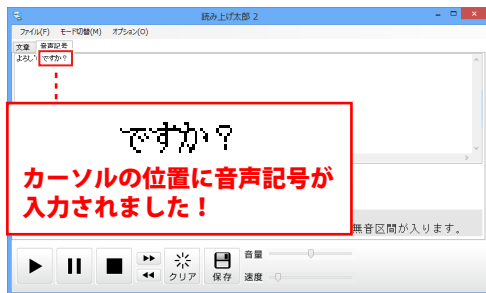 読み上げ太郎 2
ファイル(F) モード切替(M) オプション(O)
文章 音声記号
よろしい ですか?
ですか?
カーソルの位置に音声記号が
入力されました!
無音区間が入ります。
クリア 保存
音量
速度